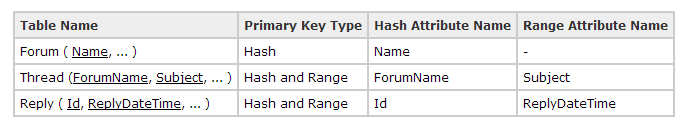 Table Name Primary Key Type Hash Attribute Name Range Attribute Name
Forum ( Name, ... ) Hash Name -
Thread (ForumName, Subject, ... ) Hash and Range ForumName Subject
Reply ( Id, ReplyDateTime, ... ) Hash and Range Id ReplyDateTime